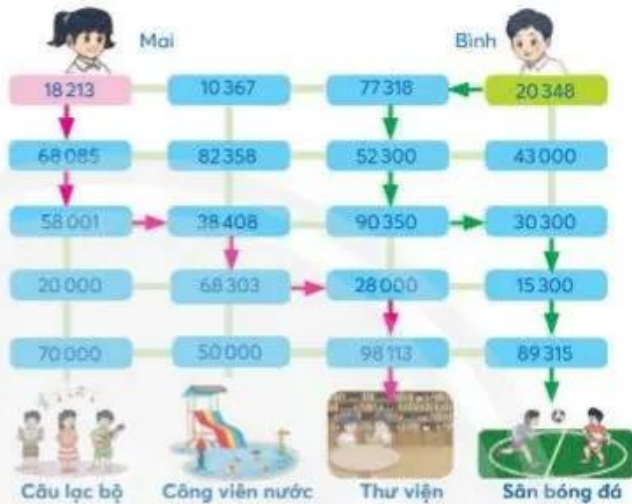 Mai Bình
18 213 10 367 77 318 20 348
68 085 82 358 52 300 43 000
58 001 38 408 90 350 30 300
20 000 68 303 28 000 15 300
70 000 50 000 98 113 89 315
Câu lạc bộ Công viên nước Thư viện Sân bóng đá